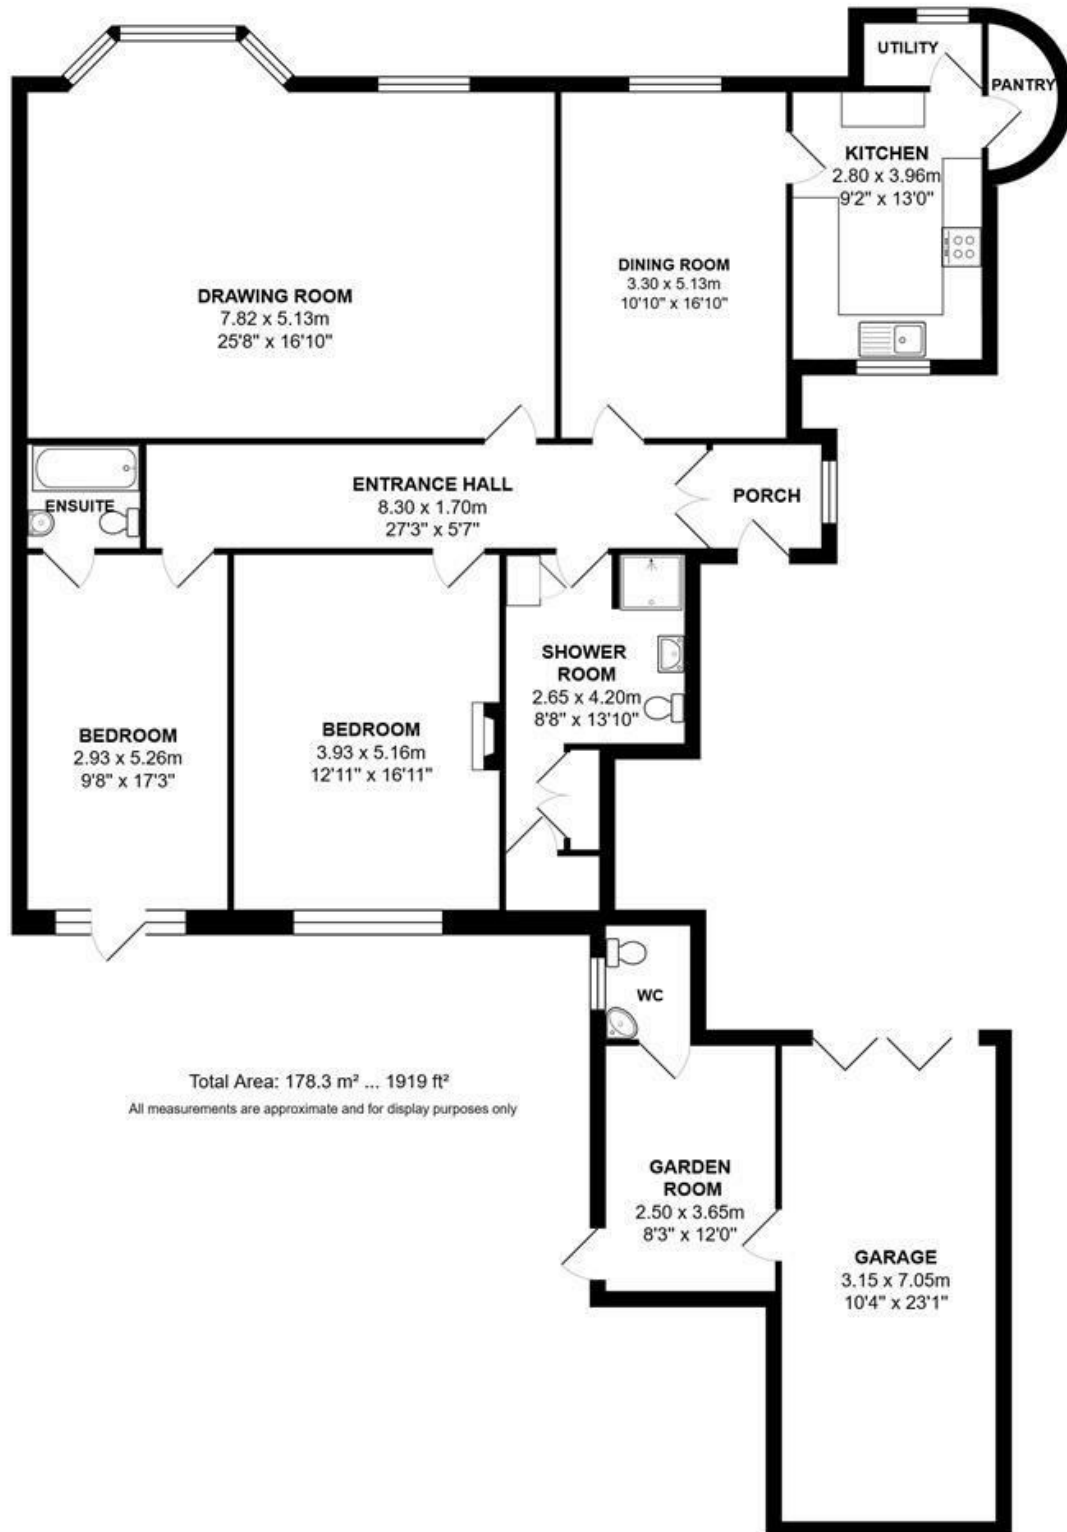 UTILITY
PANTRY
KITCHEN
2.80 x 3.96m
9'2" x 13'0"
DINING ROOM
3.30 x 5.13m
10'10" x 16'10"
DRAWING ROOM
7.82 x 5.13m
25'8" x 16'10"
ENTRANCE HALL
8.30 x 1.70m
27'3" x 5'7"
PORCH
ENSUITE
SHOWER
ROOM
2.65 x 4.20m
8'8" x 13'10"
BEDROOM
2.93 x 5.26m
9'8" x 17'3"
BEDROOM
3.93 x 5.16m
12'11" x 16'11"
WC
Total Area: 178.3 m² ... 1919 ft²
All measurements are approximate and for display purposes only
GARDEN
ROOM
2.50 x 3.65m
8'3" x 12'0"
GARAGE
3.15 x 7.05m
10'4" x 23'1"